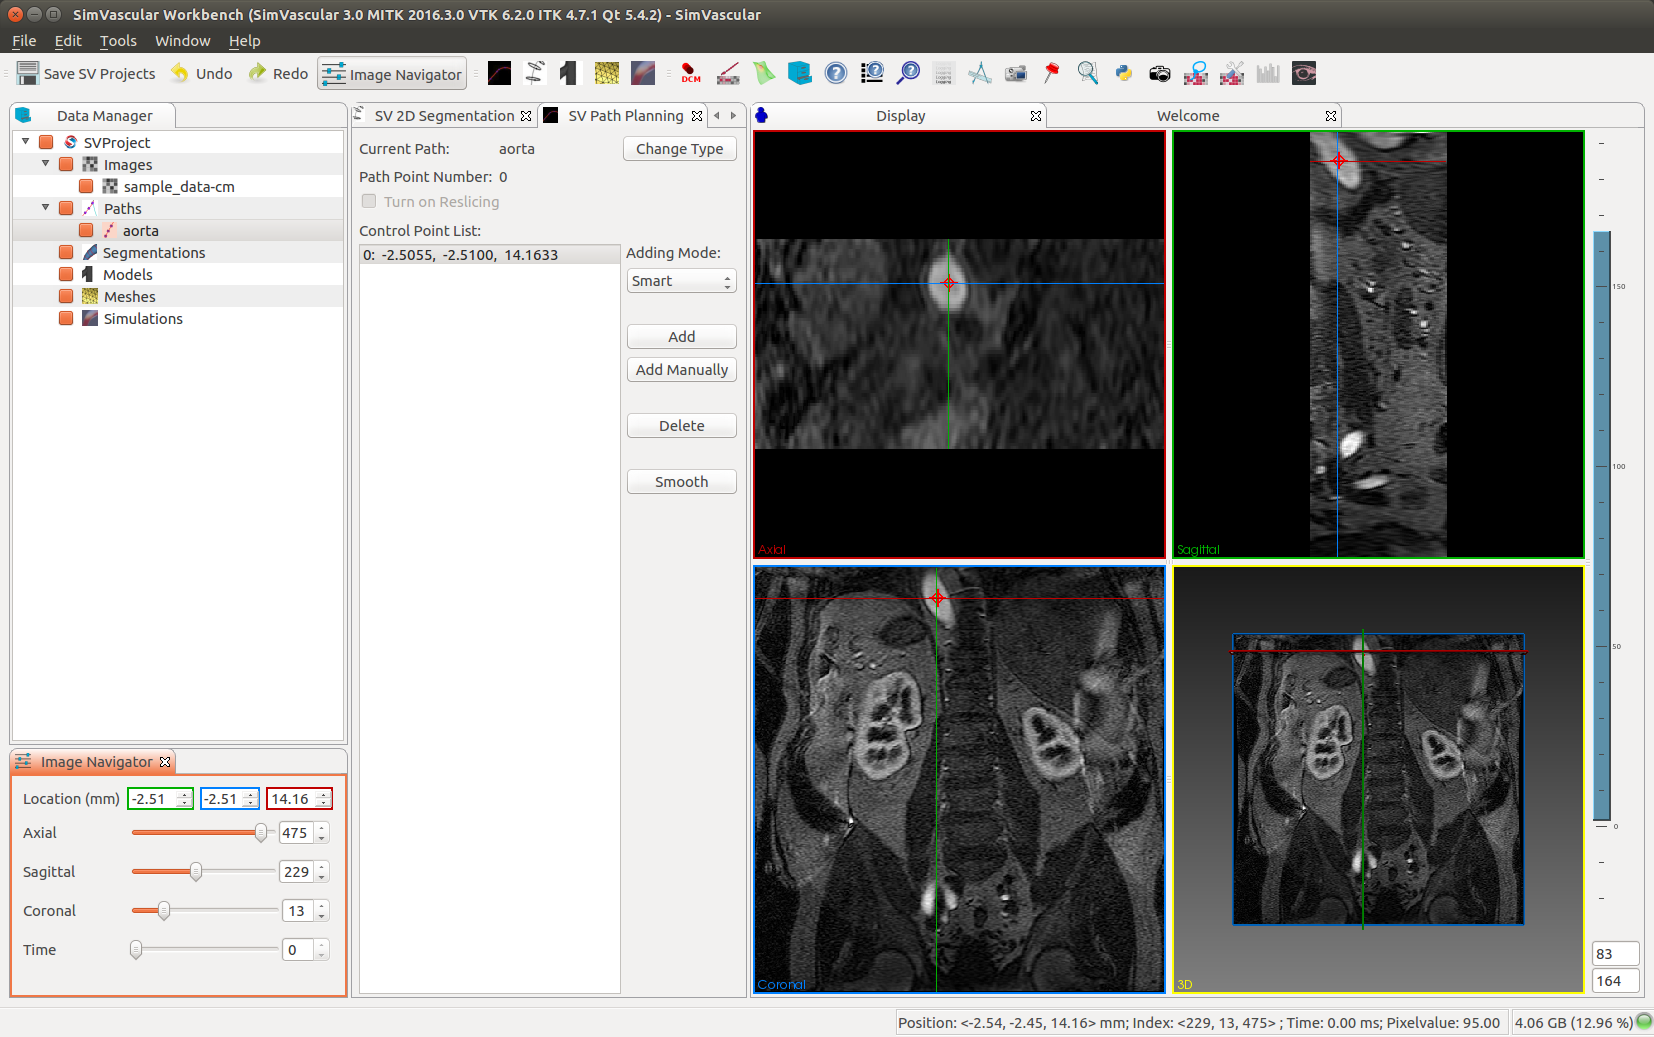 SimVascular Workbench (SimVascular 3.0 MITK 2016.3.0 VTK 6.2.0 ITK 4.7.1 Qt 5.4.2) - SimVascular
File Edit Tools Window Help
Save SV Projects Undo Redo Image Navigator DCM
Data Manager
SVProject
Images
sample_data-cm
Paths
aorta
Segmentations
Models
Meshes
Simulations
Image Navigator
Location (mm) -2.51 -2.51 14.16
Axial 475
Sagittal 229
Coronal 13
Time 0
SV 2D Segmentation SV Path Planning
Current Path: aorta Change Type
Path Point Number: 0
Turn on Reslicing
Control Point List:
0: -2.5055, -2.5100, 14.1633
Adding Mode:
Smart
Add
Add Manually
Delete
Smooth
Display Welcome
Axial
Sagittal
Coronal
3D
150
100
50
0
83
164
Position: <-2.54, -2.45, 14.16> mm; Index: <229, 13, 475> ; Time: 0.00 ms; Pixelvalue: 95.00 4.06 GB (12.96 %)